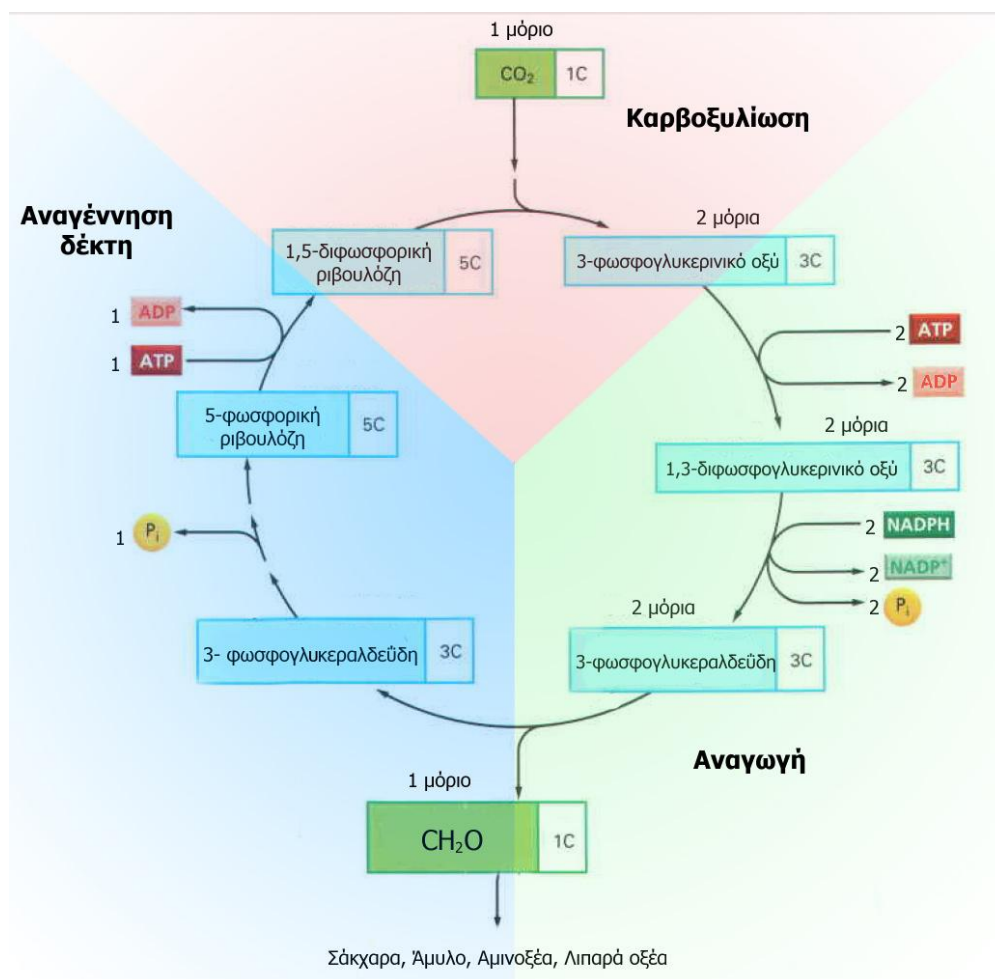 1 μόριο
CO₂ 1C
Καρβοξυλίωση
Αναγέννηση
δέκτη
2 μόρια
1,5-διφωσφορική
ριβουλόζη
5C
3-φωσφογλυκερινικό οξύ 3C
1 ADP
1 ATP
2 ATP
2 ADP
5-φωσφορική
ριβουλόζη
5C
2 μόρια
1,3-διφωσφογλυκερινικό οξύ 3C
1 Pi
2 NADPH
2 NADP⁺
2 Pi
2 μόρια
3- φωσφογλυκεραλδεΰδη 3C
3-φωσφογλυκεραλδεΰδη 3C
Αναγωγή
1 μόριο
CH₂O 1C
Σάκχαρα, Άμυλο, Αμινοξέα, Λιπαρά οξέα